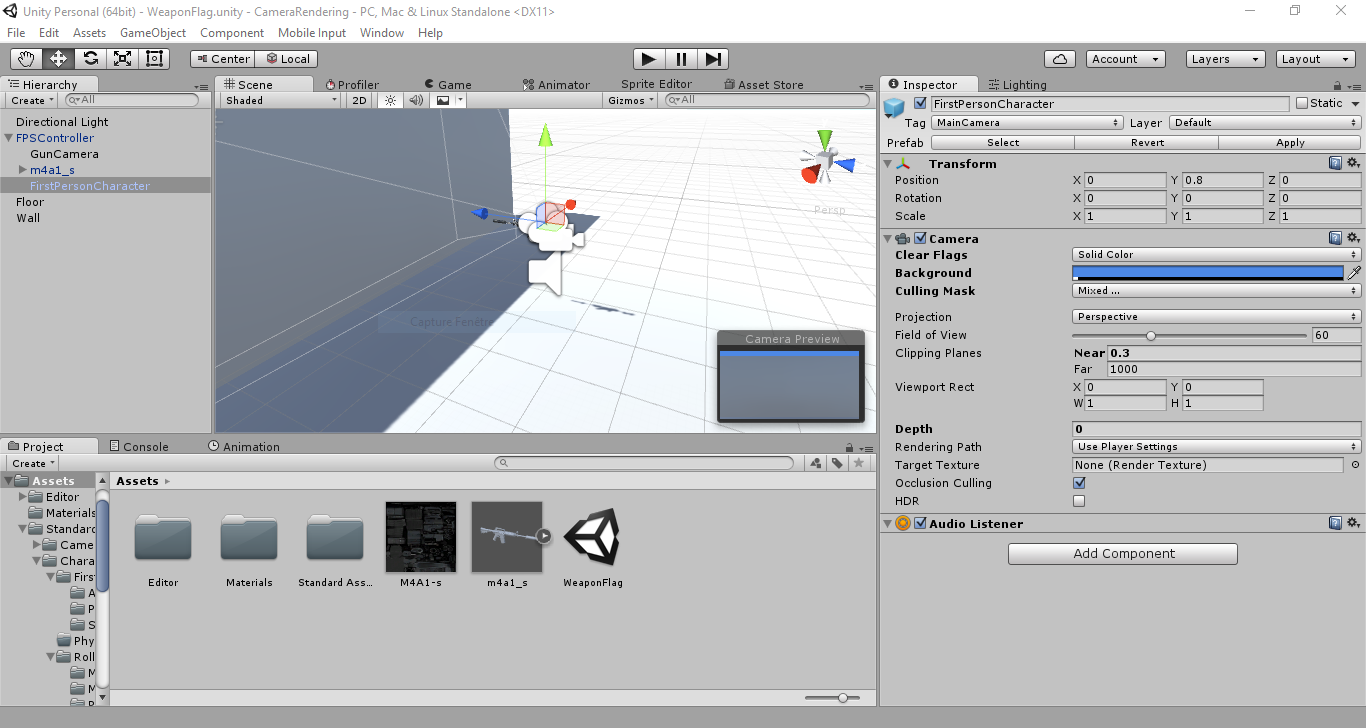 Unity Personal (64bit) - WeaponFlag.unity - CameraRendering - PC, Mac & Linux Standalone <DX11>
File Edit Assets GameObject Component Mobile Input Window Help
Center Local Account Layers Layout
Hierarchy
Create All
Directional Light
FPSController
GunCamera
m4a1_s
FirstPersonCharacter
Floor
Wall
Scene Profiler Game Animator Sprite Editor Asset Store
Shaded 2D Gizmos All
Persp
Capture Fenêtre
Camera Preview
Inspector Lighting
FirstPersonCharacter Static
Tag MainCamera Layer Default
Prefab Select Revert Apply
Transform
Position X 0 Y 0.8 Z 0
Rotation X 0 Y 0 Z 0
Scale X 1 Y 1 Z 1
Camera
Clear Flags Solid Color
Background
Culling Mask Mixed ...
Projection Perspective
Field of View 60
Clipping Planes Near 0.3
Far 1000
Viewport Rect X 0 Y 0
W 1 H 1
Depth 0
Rendering Path Use Player Settings
Target Texture None (Render Texture)
Occlusion Culling
HDR
Audio Listener
Add Component
Project Console Animation
Create
Assets
Editor
Materials
Standard
Came
Chara
Firs
A
P
S
Phy
Roll
M
M
P
Assets
Editor Materials Standard Ass... M4A1-s m4a1_s WeaponFlag